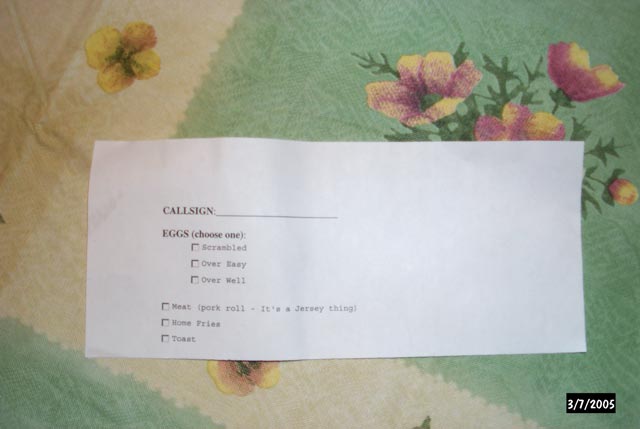 CALLSIGN:____________________
EGGS (choose one):
☐ Scrambled
☐ Over Easy
☐ Over Well
☐ Meat (pork roll - It's a Jersey thing)
☐ Home Fries
☐ Toast
3/7/2005